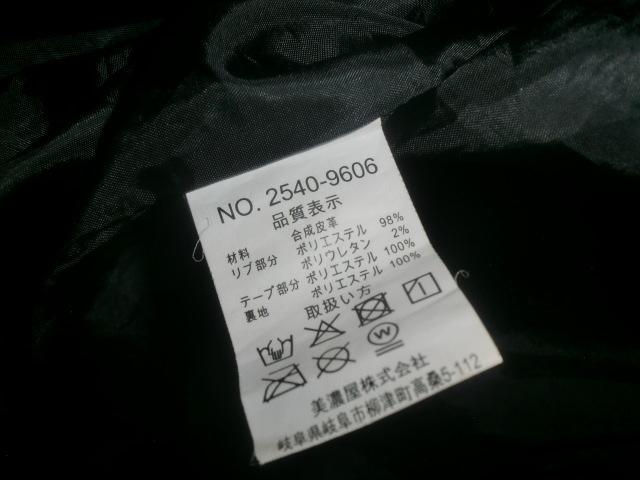 NO. 2540-9606
品質表示
材料 合成皮革
リブ部分 ポリエステル 98%
ポリウレタン 2%
テープ部分 ポリエステル 100%
裏地 ポリエステル 100%
取扱い方
W
美濃屋株式会社
岐阜県岐阜市柳津町高桑5-112